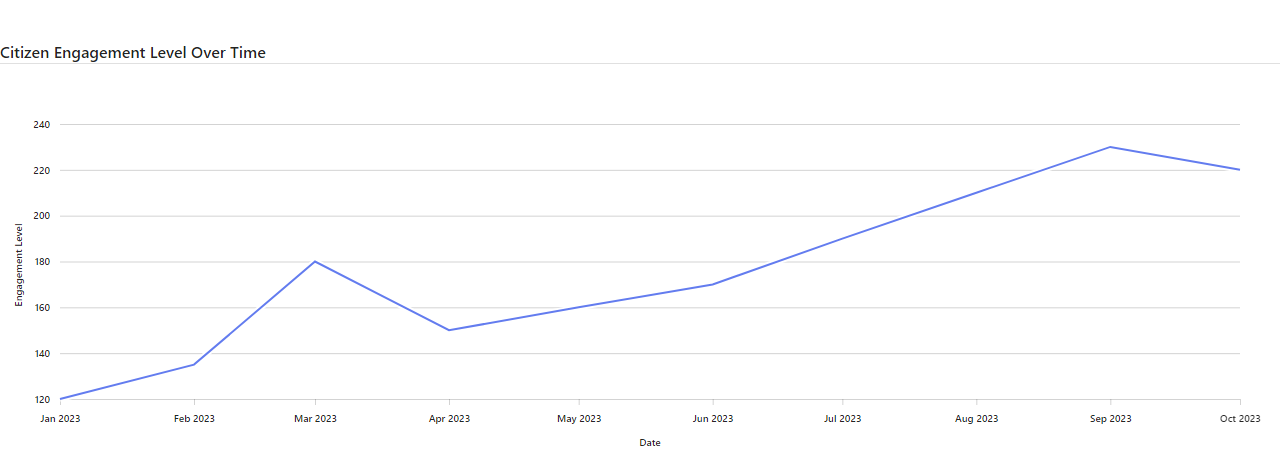 Citizen Engagement Level Over Time
240
220
200
180
160
140
120
Engagement Level
Jan 2023 Feb 2023 Mar 2023 Apr 2023 May 2023 Jun 2023 Jul 2023 Aug 2023 Sep 2023 Oct 2023
Date